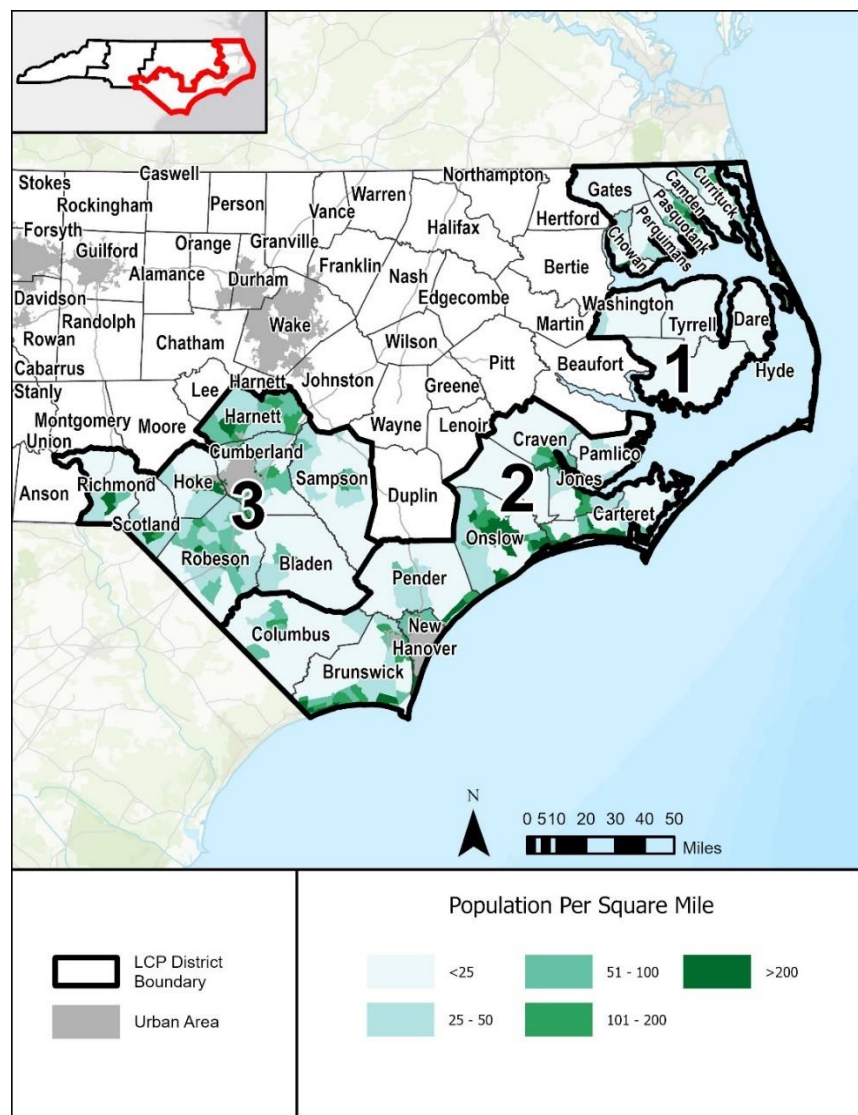 Stokes
Caswell
Rockingham
Person
Vance
Warren
Northampton
Gates
Camden
Currituck
Pasquotank
Perquimans
Chowan
Forsyth
Guilford
Orange
Granville
Halifax
Hertford
Alamance
Durham
Franklin
Nash
Bertie
Davidson
Edgecombe
Washington
Tyrrell
Dare
Randolph
Wake
Martin
Rowan
Chatham
Wilson
1
Hyde
Cabarrus
Pitt
Beaufort
Stanly
Lee
Harnett
Johnston
Greene
Montgomery
Harnett
Wayne
Lenoir
Craven
Pamlico
Union
Moore
Cumberland
2
Jones
Anson
Richmond
Hoke
Sampson
Duplin
Carteret
Scotland
3
Onslow
Robeson
Bladen
Pender
Columbus
New
Hanover
Brunswick
N
0 5 10 20 30 40 50
Miles
Population Per Square Mile
LCP District
Boundary
Urban Area
<25
51 - 100
>200
25 - 50
101 - 200